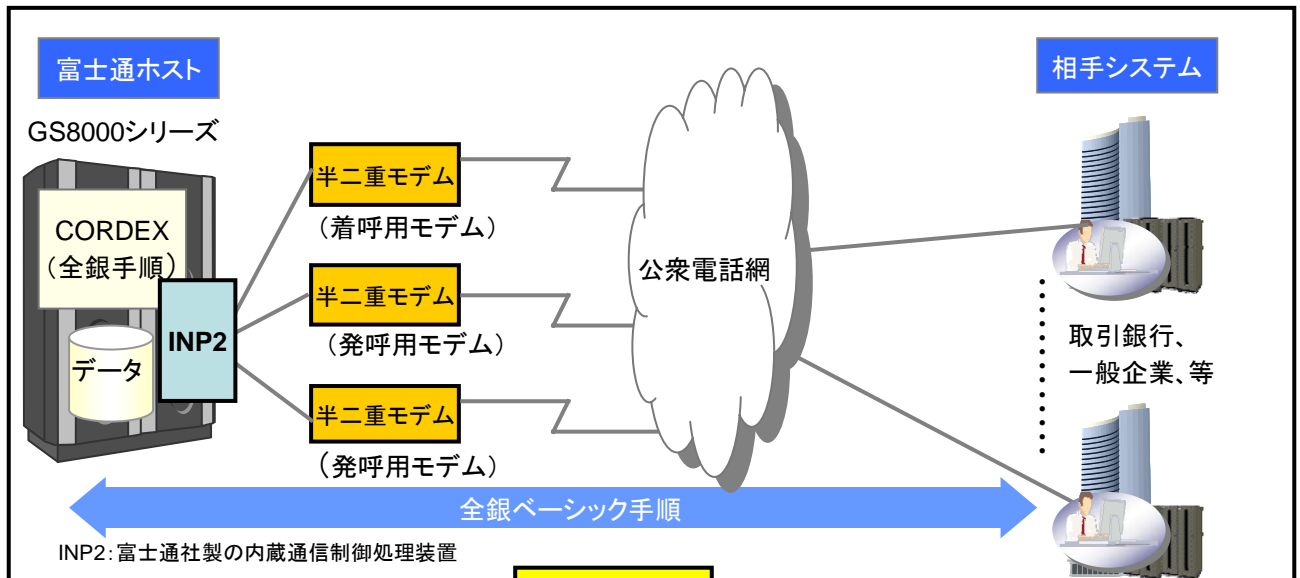 富士通ホスト
相手システム
GS8000シリーズ
CORDEX
（全銀手順）
INP2
データ
半二重モデム
（着呼用モデム）
半二重モデム
（発呼用モデム）
半二重モデム
（発呼用モデム）
公衆電話網
取引銀行、
一般企業、等
全銀ベーシック手順
INP2：富士通社製の内蔵通信制御処理装置